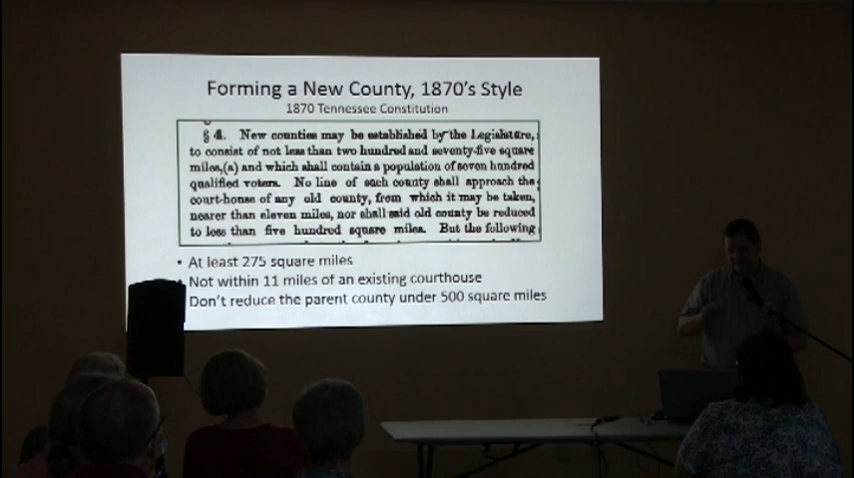 Forming a New County, 1870's Style
1870 Tennessee Constitution
§ 4. New counties may be established by the Legislature,
to consist of not less than two hundred and seventy-five square
miles,(a) and which shall contain a population of seven hundred
qualified voters. No line of such county shall approach the
court-house of any old county, from which it may be taken,
nearer than eleven miles, nor shall said old county be reduced
to less than five hundred square miles. But the following
• At least 275 square miles
Not within 11 miles of an existing courthouse
Don't reduce the parent county under 500 square miles